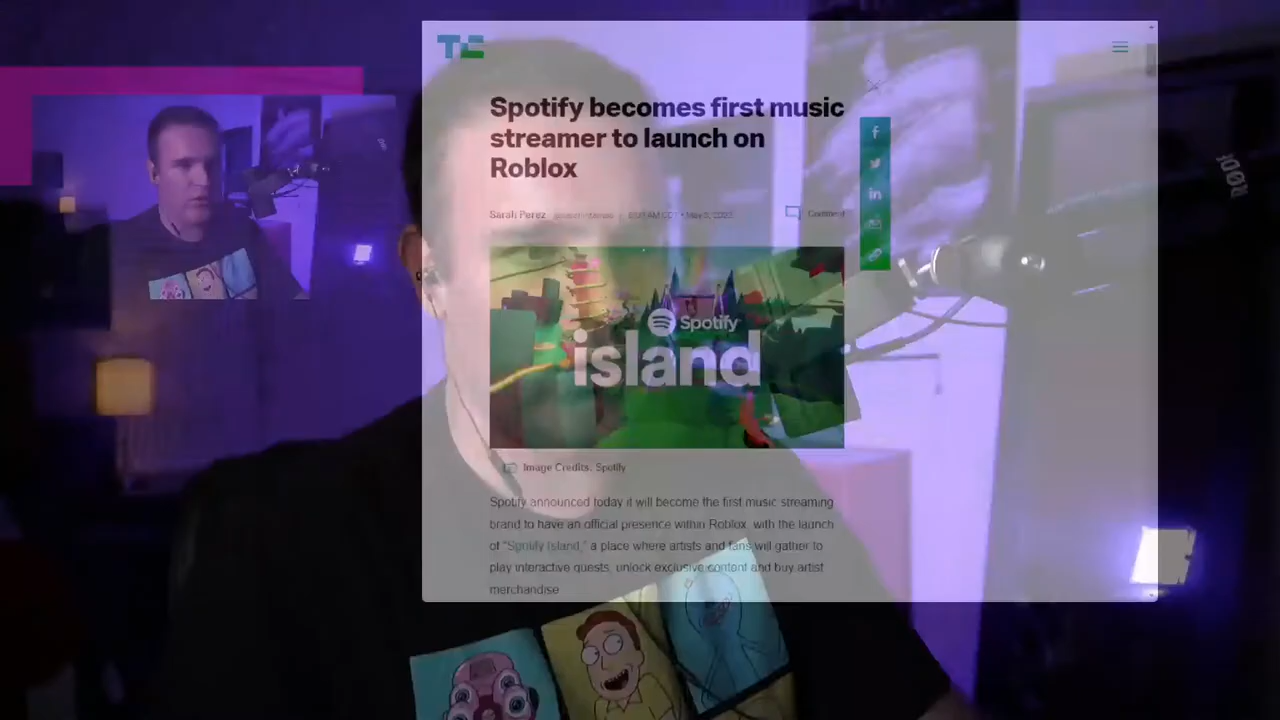 TC
Spotify becomes first music
streamer to launch on
Roblox
Sarah Perez
Comment
Spotify
island
Image Credits: Spotify
Spotify announced today it will become the first music streaming
brand to have an official presence within Roblox, with the launch
of "Spotify Island," a place where artists and fans will gather to
play interactive quests, unlock exclusive content and buy artist
merchandise
RØDE